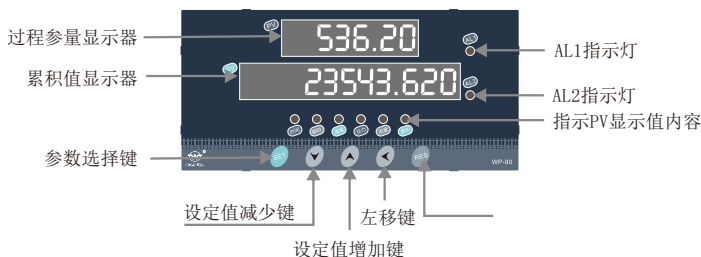 过程参量显示器
PV
536.20
AL1
AL1指示灯
累积值显示器
23543.620
AL2
AL2指示灯
指示PV显示值内容
参数选择键
SET
RES
WP-80
设定值减少键
左移键
设定值增加键